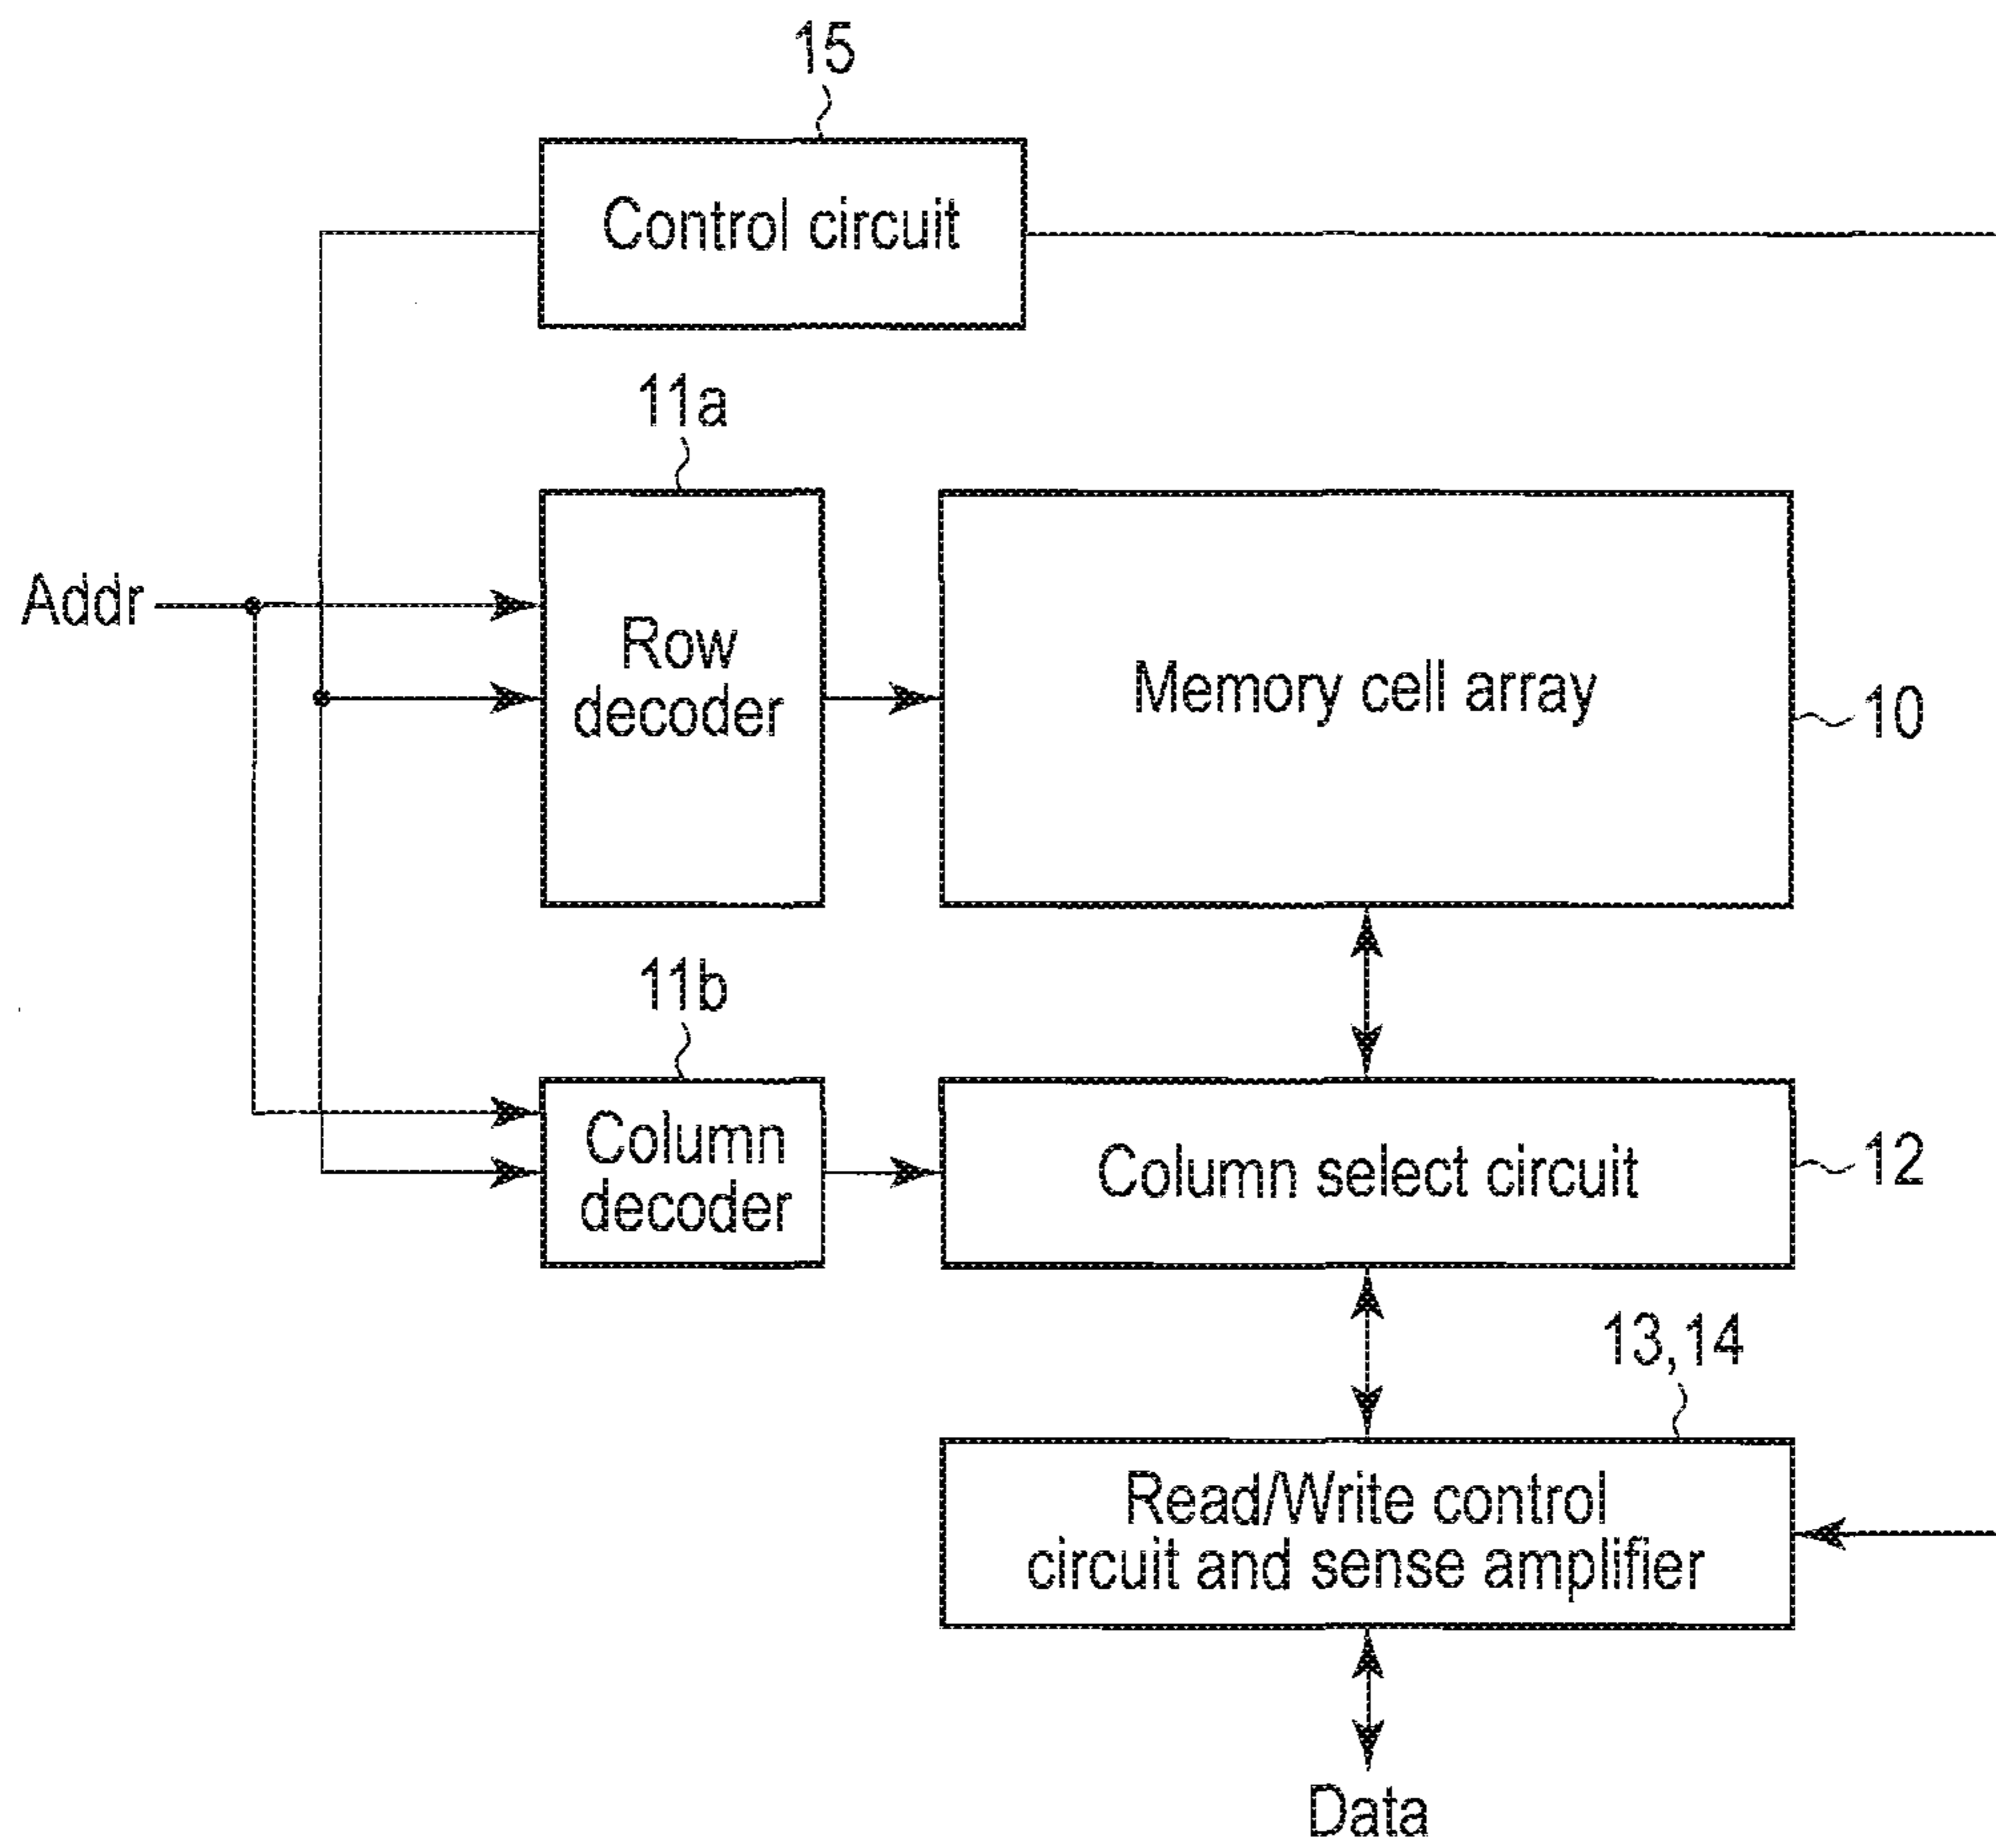 15
Control circuit
11a
Addr
Row
decoder
Memory cell array
10
11b
Column
decoder
Column select circuit
12
13,14
Read/Write control
circuit and sense amplifier
Data